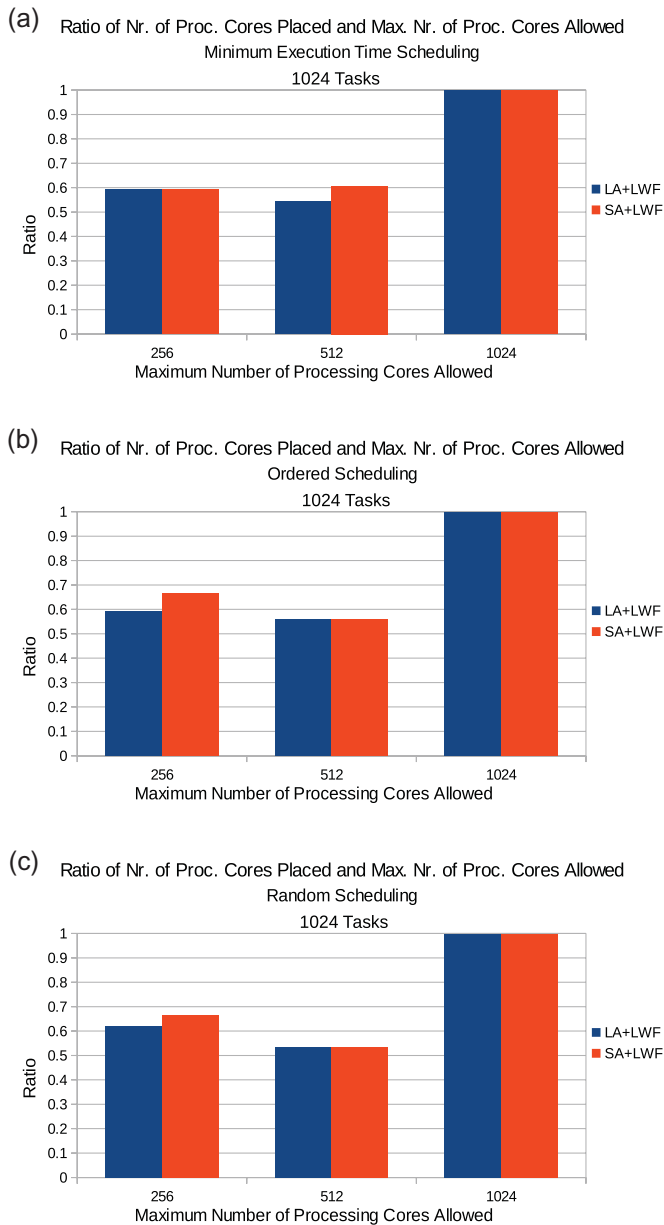 (a)
Ratio of Nr. of Proc. Cores Placed and Max. Nr. of Proc. Cores Allowed
Minimum Execution Time Scheduling
1024 Tasks
1
0.9
0.8
0.7
0.6
0.5
0.4
0.3
0.2
0.1
0
Ratio
LA+LWF
SA+LWF
256 512 1024
Maximum Number of Processing Cores Allowed
(b)
Ratio of Nr. of Proc. Cores Placed and Max. Nr. of Proc. Cores Allowed
Ordered Scheduling
1024 Tasks
1
0.9
0.8
0.7
0.6
0.5
0.4
0.3
0.2
0.1
0
Ratio
LA+LWF
SA+LWF
256 512 1024
Maximum Number of Processing Cores Allowed
(c)
Ratio of Nr. of Proc. Cores Placed and Max. Nr. of Proc. Cores Allowed
Random Scheduling
1024 Tasks
1
0.9
0.8
0.7
0.6
0.5
0.4
0.3
0.2
0.1
0
Ratio
LA+LWF
SA+LWF
256 512 1024
Maximum Number of Processing Cores Allowed